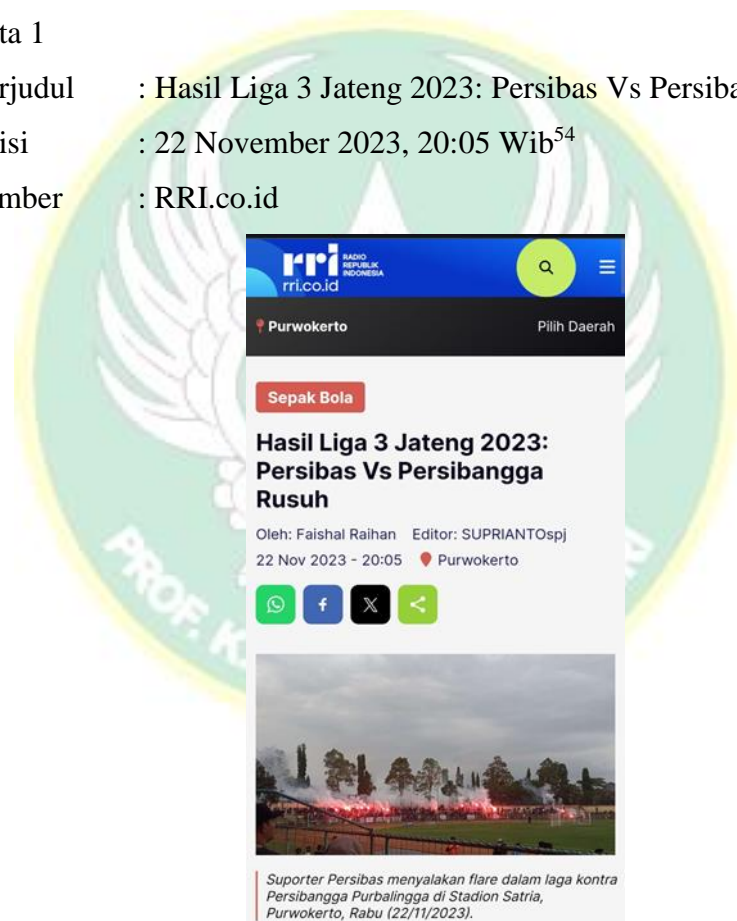 ta 1
rjudul : Hasil Liga 3 Jateng 2023: Persibas Vs Persiba
isi : 22 November 2023, 20:05 Wib54
mber : RRI.co.id
rri RADIO REPUBLIK INDONESIA
rri.co.id
Purwokerto Pilih Daerah
Sepak Bola
Hasil Liga 3 Jateng 2023:
Persibas Vs Persibangga
Rusuh
Oleh: Faishal Raihan Editor: SUPRIANTOspj
22 Nov 2023 - 20:05 Purwokerto
PROF. K
Suporter Persibas menyalakan flare dalam laga kontra
Persibangga Purbalingga di Stadion Satria,
Purwokerto, Rabu (22/11/2023).